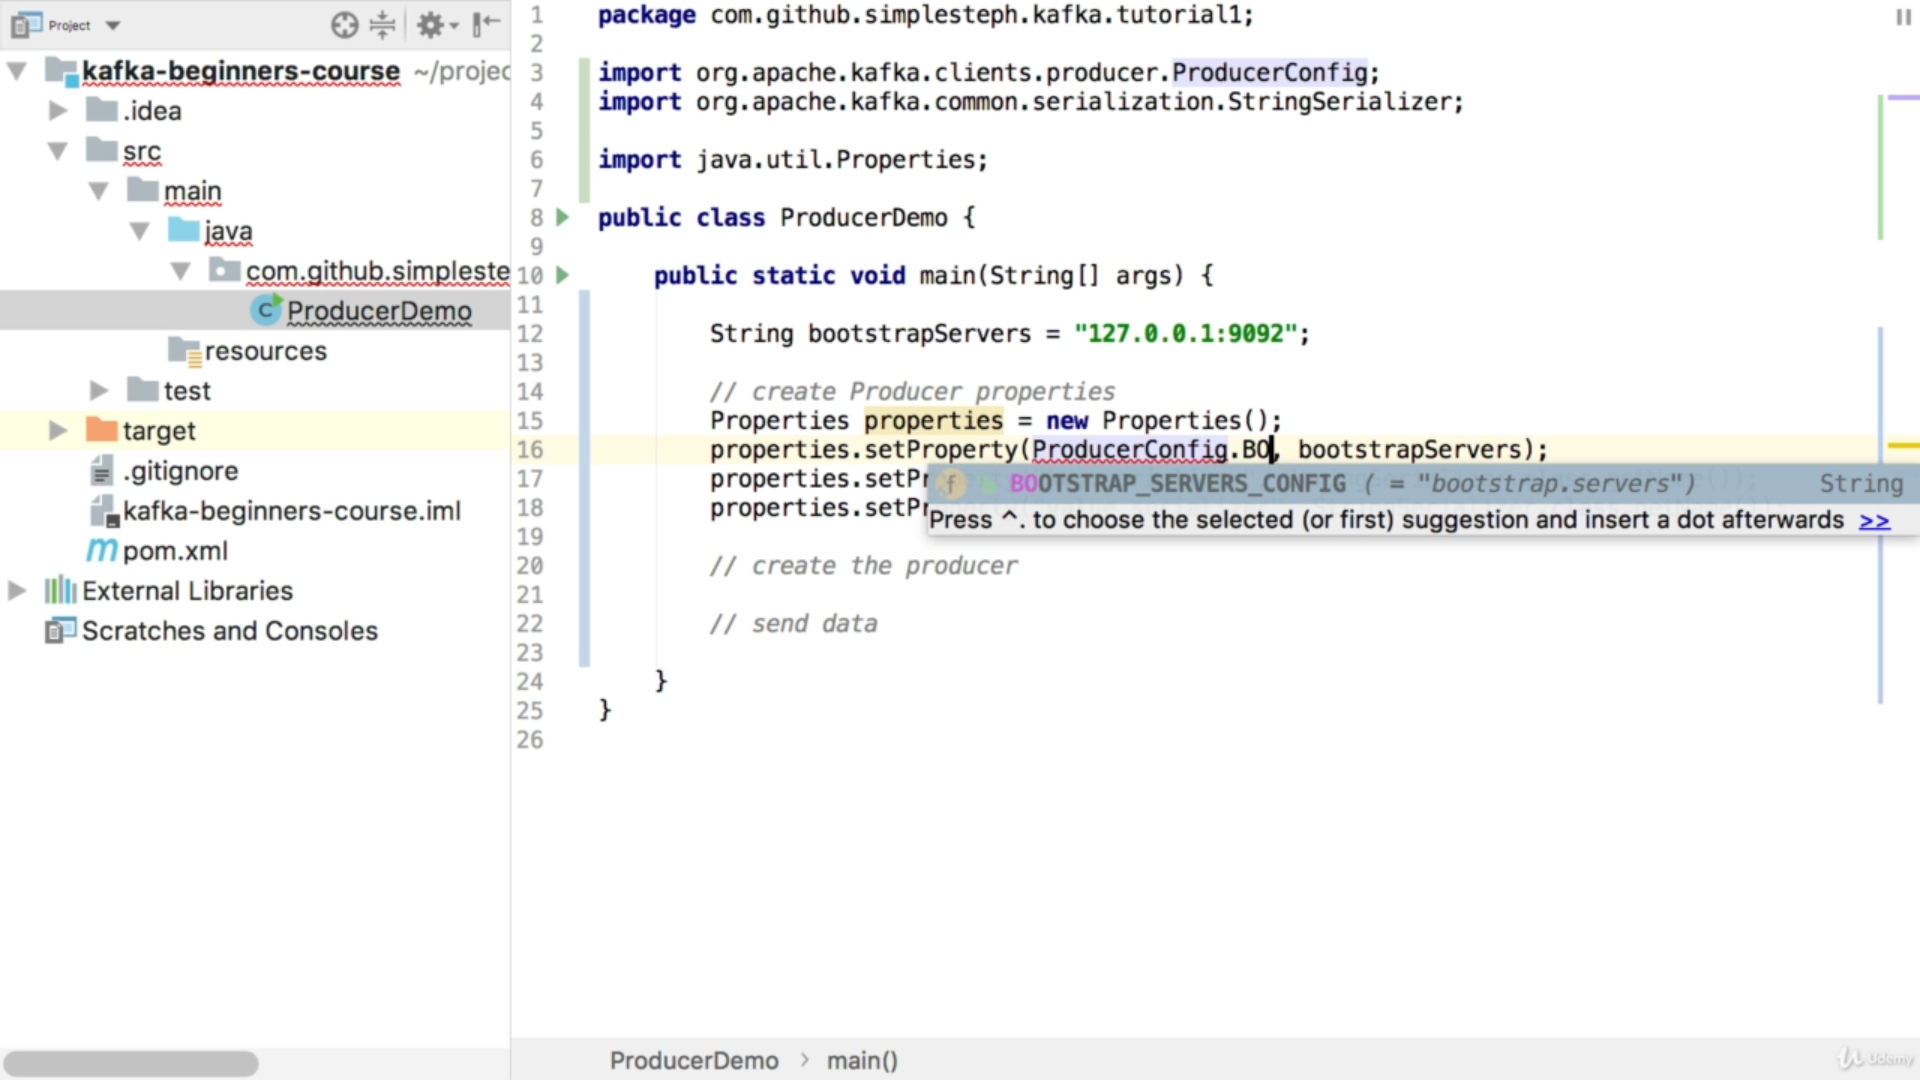 Project
kafka-beginners-course ~/projec
.idea
src
main
java
com.github.simpleste
ProducerDemo
resources
test
target
.gitignore
kafka-beginners-course.iml
pom.xml
External Libraries
Scratches and Consoles
1 package com.github.simplesteph.kafka.tutorial1;
2
3 import org.apache.kafka.clients.producer.ProducerConfig;
4 import org.apache.kafka.common.serialization.StringSerializer;
5
6 import java.util.Properties;
7
8 public class ProducerDemo {
9
10 public static void main(String[] args) {
11
12 String bootstrapServers = "127.0.0.1:9092";
13
14 // create Producer properties
15 Properties properties = new Properties();
16 properties.setProperty(ProducerConfig.BO, bootstrapServers);
17 properties.setPr
BOOTSTRAP_SERVERS_CONFIG ( = "bootstrap.servers") String
18 properties.setPr
Press ^. to choose the selected (or first) suggestion and insert a dot afterwards >>
19
20 // create the producer
21
22 // send data
23
24 }
25 }
26
ProducerDemo > main()
Udemy